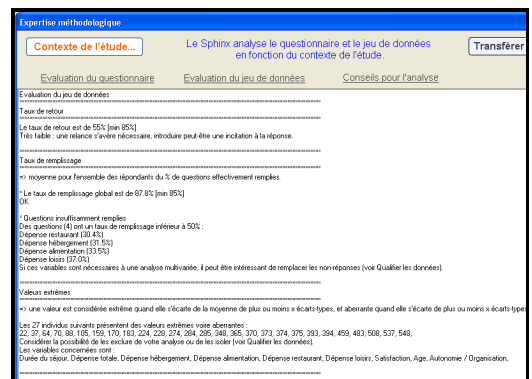 Expertise méthodologique
Contexte de l'étude...
Le Sphinx analyse le questionnaire et le jeu de données
en fonction du contexte de l'étude.
Transférer
Evaluation du questionnaire
Evaluation du jeu de données
Conseils pour l'analyse
Evaluation du jeu de données
Taux de retour
Le taux de retour est de 55% [min 85%]
Très faible : une relance s'avère nécessaire, introduire peut-être une incitation à la réponse.
Taux de remplissage
=> moyenne pour l'ensemble des répondants du % de questions effectivement remplies.
* Le taux de remplissage global est de 87.8% [min 85%]
OK
* Questions insuffisamment remplies
Des questions (4) ont un taux de remplissage inférieur à 50% :
Dépense restaurant (30.4%)
Dépense hébergement (31.5%)
Dépense alimentation (33.5%)
Dépense loisirs (37.0%)
Si ces variables sont nécessaires à une analyse multivariée, il peut être intéressant de remplacer les non-réponses (voir Qualifier les données).
Valeurs extrêmes
=> une valeur est considérée extrême quand elle s'écarte de la moyenne de plus ou moins x écarts-types, et aberrante quand elle s'écarte de plus ou moins x écarts-types
Les 27 individus suivants présentent des valeurs extrêmes voire aberrantes :
22, 37, 64, 70, 88, 105, 159, 170, 183, 224, 228, 274, 284, 285, 348, 365, 370, 373, 374, 375, 393, 394, 459, 483, 508, 537, 548,
Considérer la possibilité de les exclure de votre analyse ou de les isoler (voir Qualifier les données).
Les variables concernées sont :
Durée du séjour, Dépense totale, Dépense hébergement, Dépense alimentation, Dépense restaurant, Dépense loisirs, Satisfaction, Age, Autonomie / Organisation,